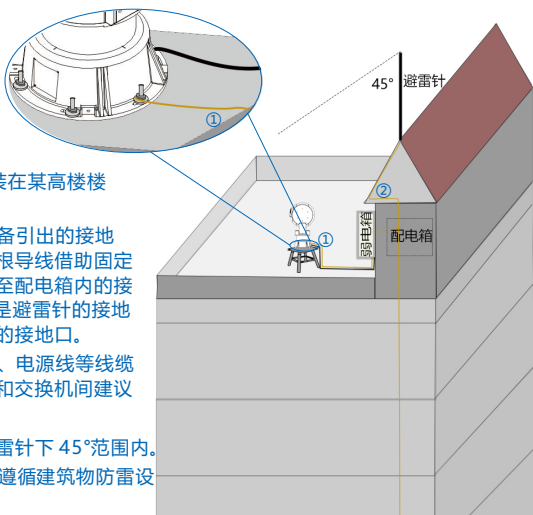 ①
45° 避雷针
装在某高楼楼
②
备引出的接地
①
弱电箱
配电箱
根导线借助固定
至配电箱内的接
是避雷针的接地
的接地口。
、电源线等线缆
和交换机间建议
雷针下 45°范围内。
遵循建筑物防雷设